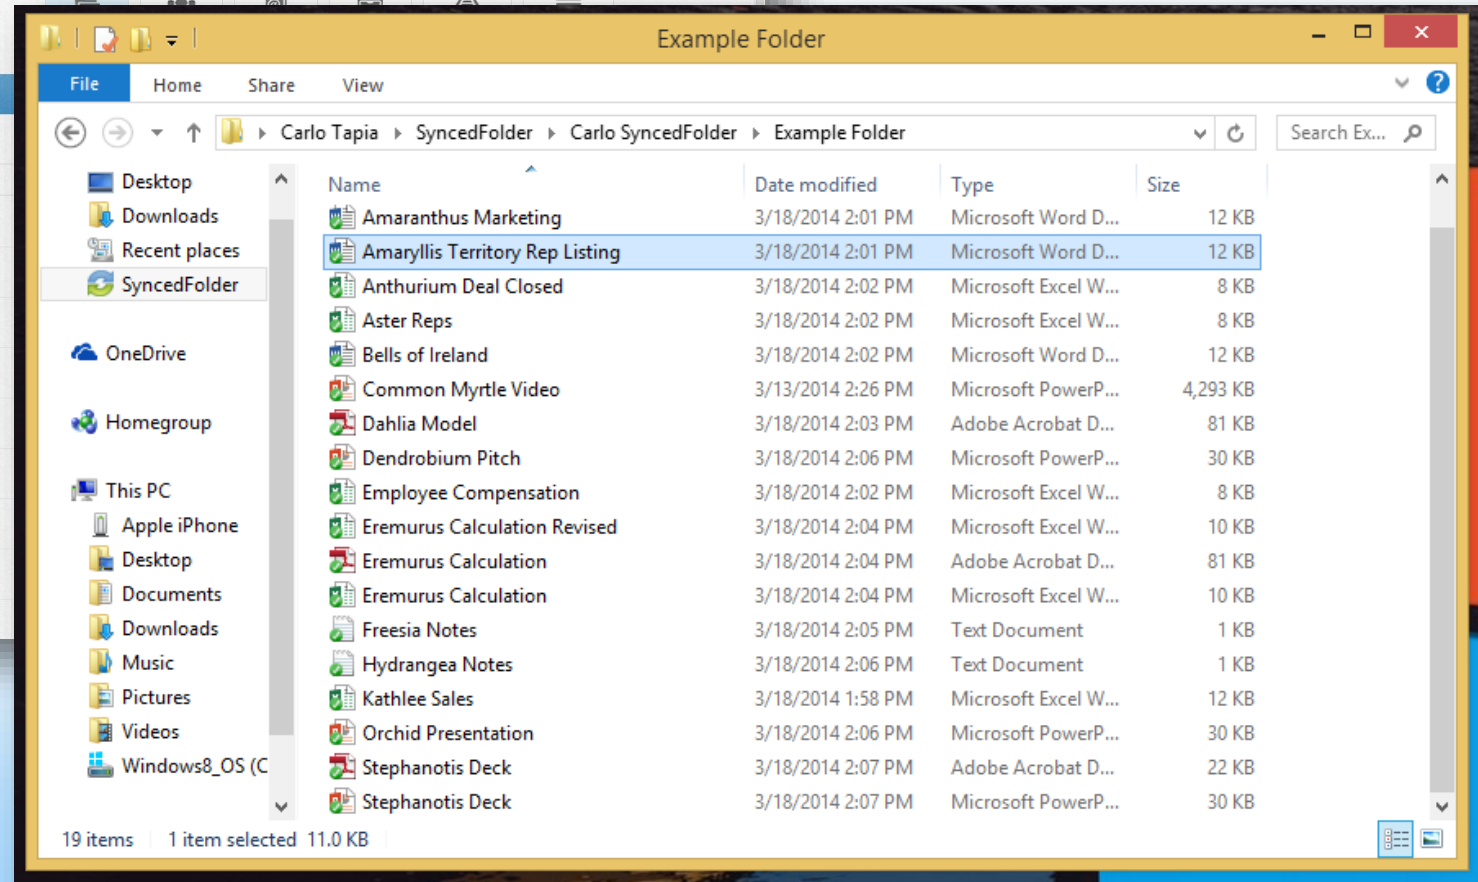 Example Folder
File Home Share View
Carlo Tapia SyncedFolder Carlo SyncedFolder Example Folder Search Ex...
Desktop
Downloads
Recent places
SyncedFolder
OneDrive
Homegroup
This PC
Apple iPhone
Desktop
Documents
Downloads
Music
Pictures
Videos
Windows8_OS (C
Name Date modified Type Size
Amaranthus Marketing 3/18/2014 2:01 PM Microsoft Word D... 12 KB
Amaryllis Territory Rep Listing 3/18/2014 2:01 PM Microsoft Word D... 12 KB
Anthurium Deal Closed 3/18/2014 2:02 PM Microsoft Excel W... 8 KB
Aster Reps 3/18/2014 2:02 PM Microsoft Excel W... 8 KB
Bells of Ireland 3/18/2014 2:02 PM Microsoft Word D... 12 KB
Common Myrtle Video 3/13/2014 2:26 PM Microsoft PowerP... 4,293 KB
Dahlia Model 3/18/2014 2:03 PM Adobe Acrobat D... 81 KB
Dendrobium Pitch 3/18/2014 2:06 PM Microsoft PowerP... 30 KB
Employee Compensation 3/18/2014 2:02 PM Microsoft Excel W... 8 KB
Eremurus Calculation Revised 3/18/2014 2:04 PM Microsoft Excel W... 10 KB
Eremurus Calculation 3/18/2014 2:04 PM Adobe Acrobat D... 81 KB
Eremurus Calculation 3/18/2014 2:04 PM Microsoft Excel W... 10 KB
Freesia Notes 3/18/2014 2:05 PM Text Document 1 KB
Hydrangea Notes 3/18/2014 2:06 PM Text Document 1 KB
Kathlee Sales 3/18/2014 1:58 PM Microsoft Excel W... 12 KB
Orchid Presentation 3/18/2014 2:06 PM Microsoft PowerP... 30 KB
Stephanotis Deck 3/18/2014 2:07 PM Adobe Acrobat D... 22 KB
Stephanotis Deck 3/18/2014 2:07 PM Microsoft PowerP... 30 KB
19 items 1 item selected 11.0 KB